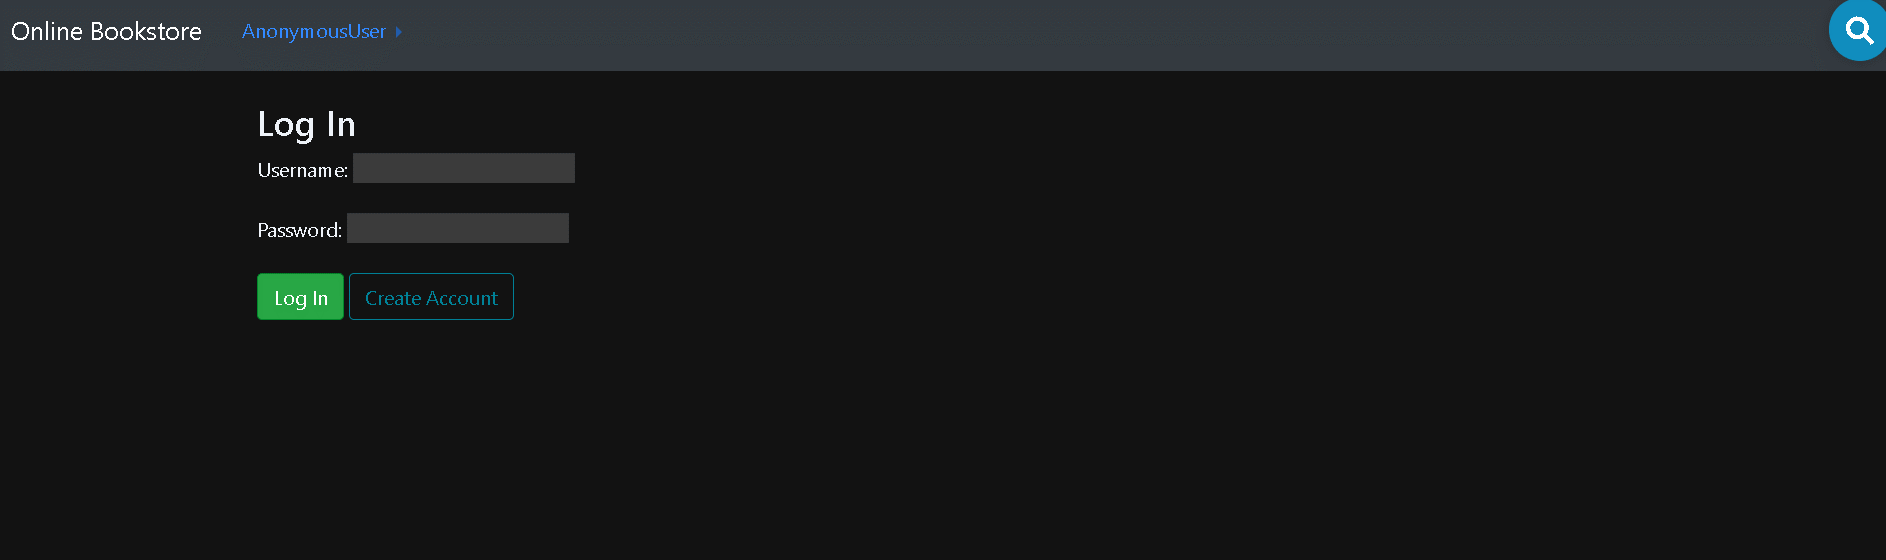 Online Bookstore AnonymousUser
Log In
Username:
Password:
Log In Create Account